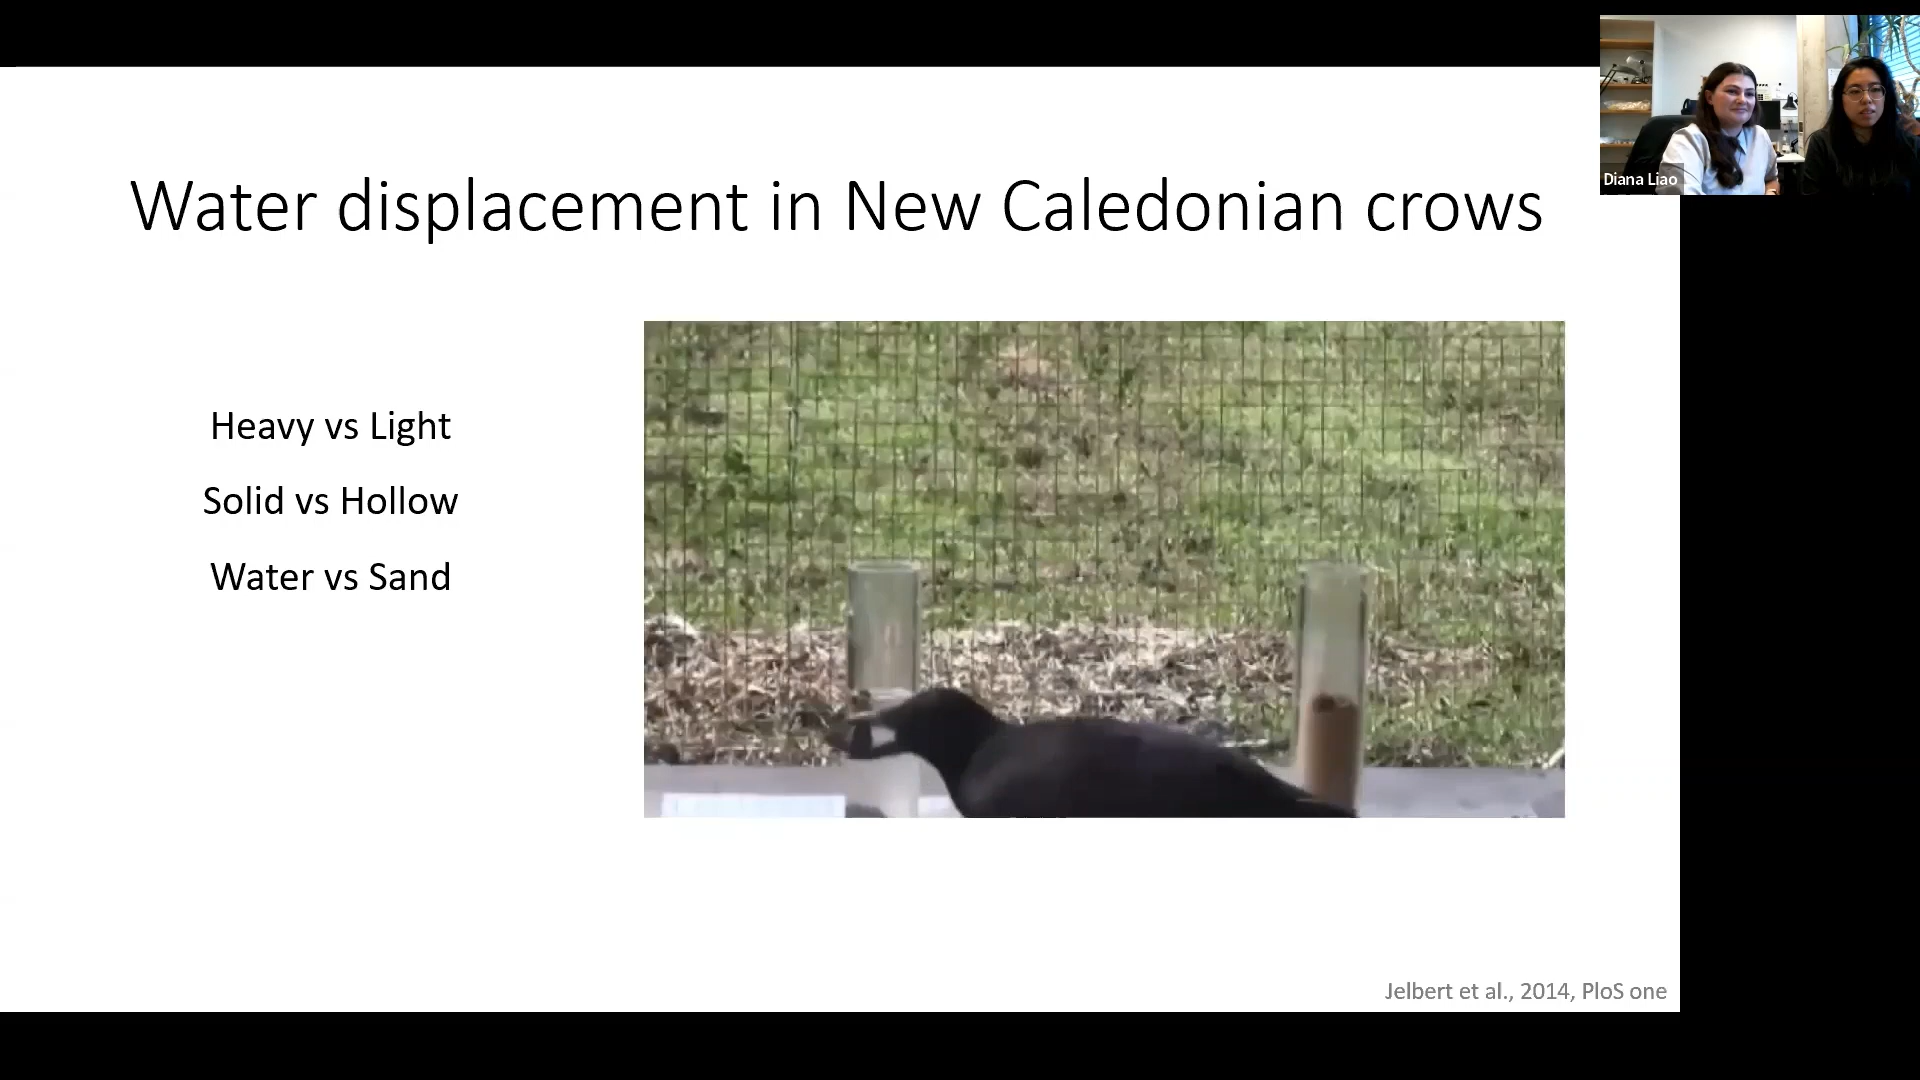 Water displacement in New Caledonian crows
Heavy vs Light
Solid vs Hollow
Water vs Sand
Jelbert et al., 2014, PloS one
Diana Liao